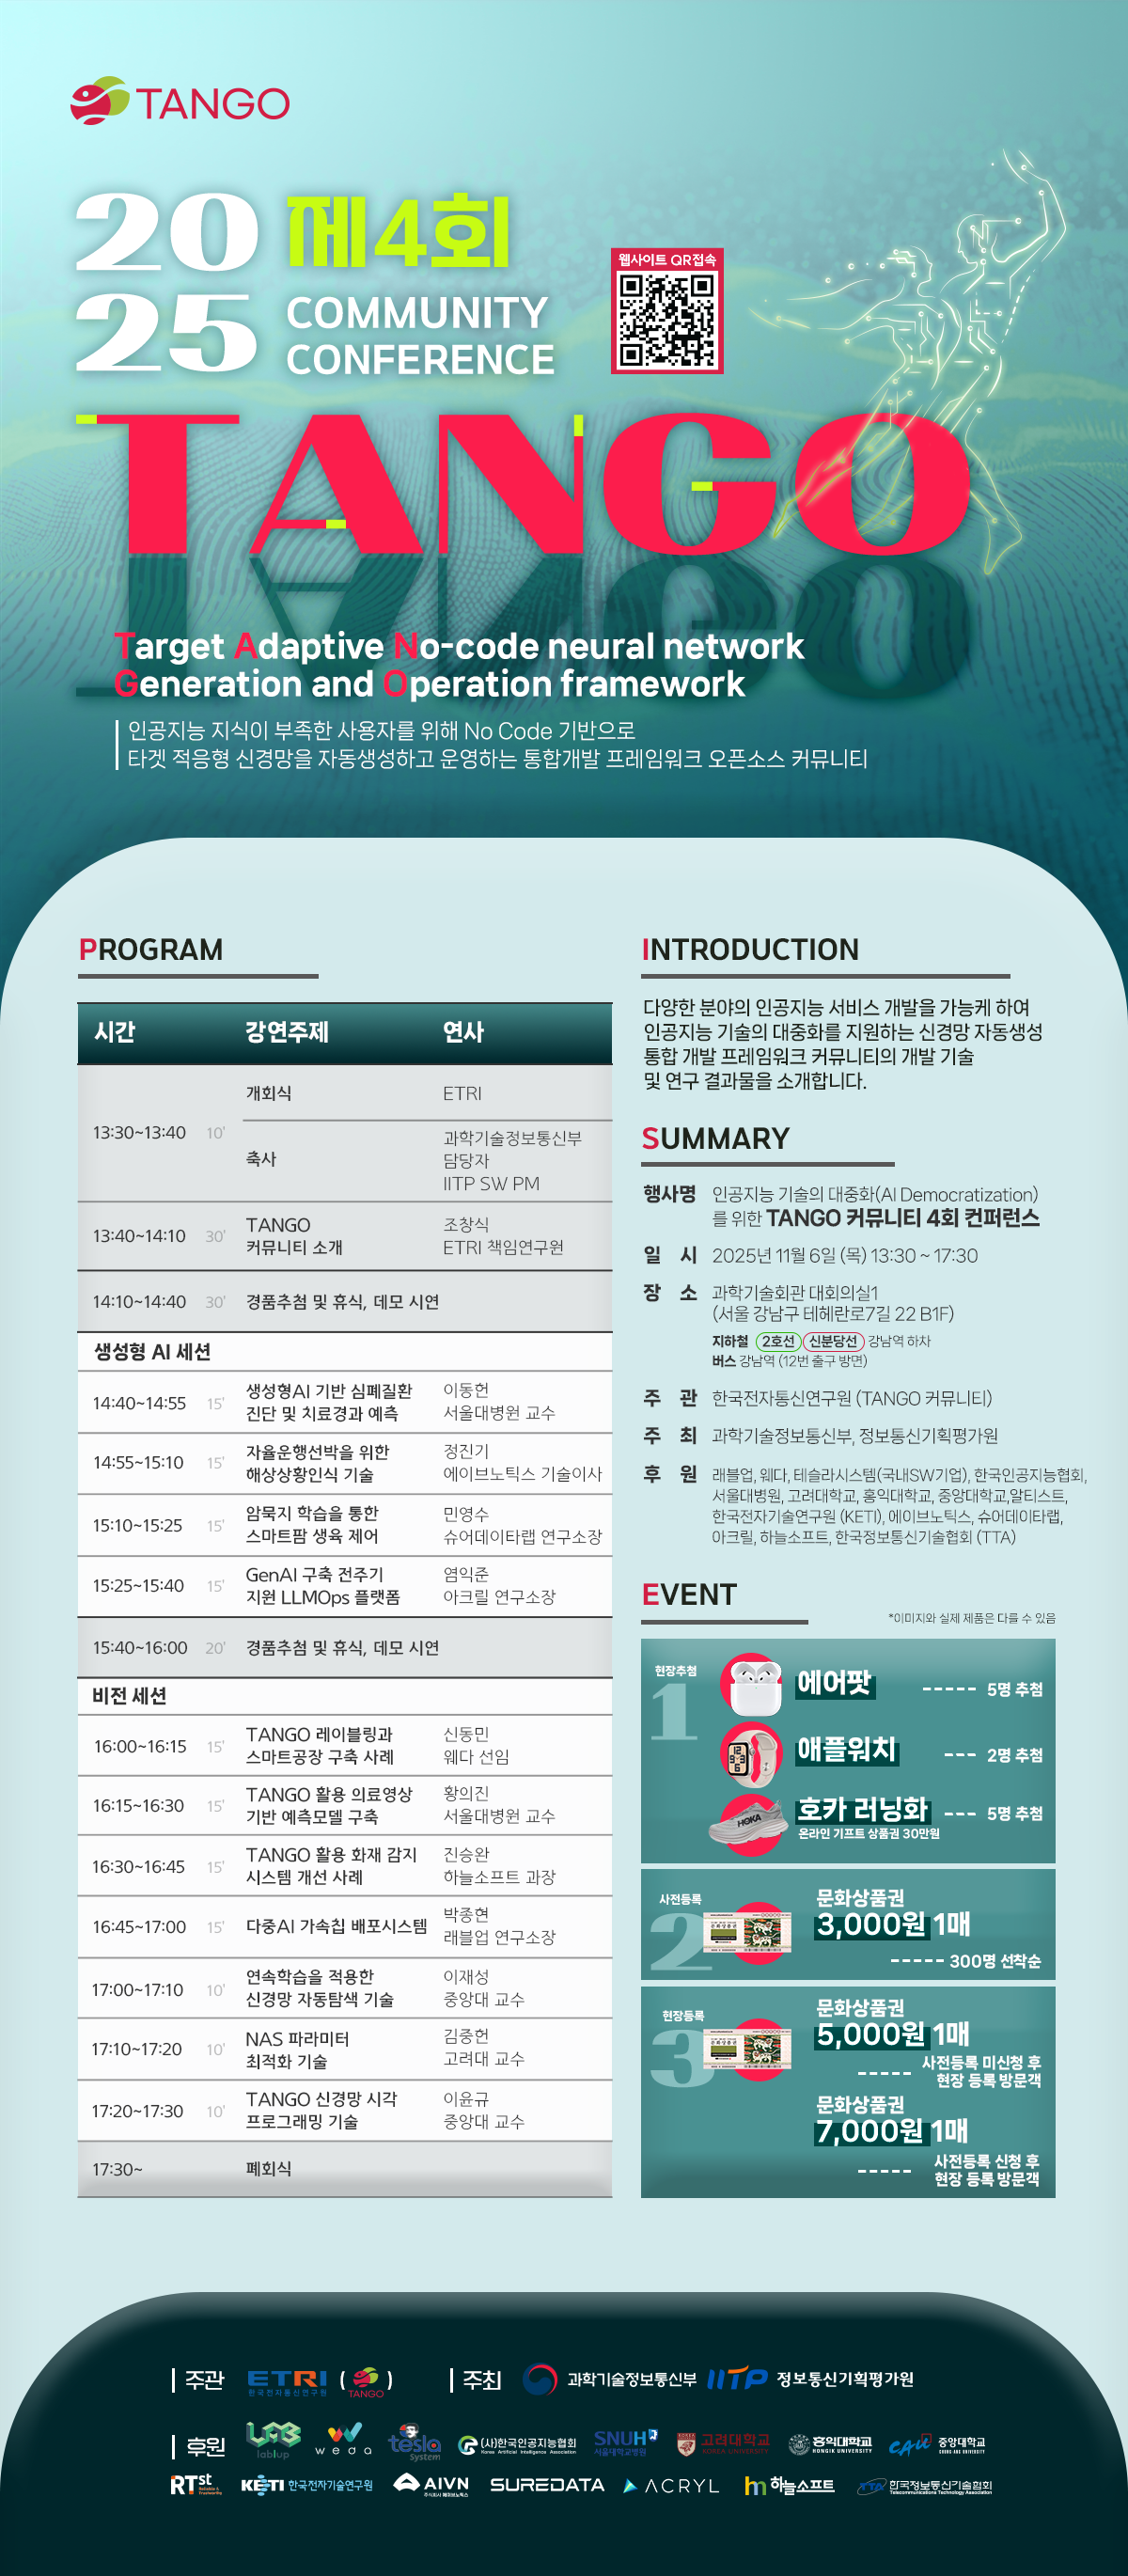 TANGO
2025 제4회
COMMUNITY
CONFERENCE
웹사이트 QR접속
TANGO
Target Adaptive No-code neural network
Generation and Operation framework
인공지능 지식이 부족한 사용자를 위해 No Code 기반으로
타겟 적응형 신경망을 자동생성하고 운영하는 통합개발 프레임워크 오픈소스 커뮤니티
PROGRAM
시간 강연주제 연사
13:30~13:40 10'
개회식 ETRI
축사 과학기술정보통신부
담당자
IITP SW PM
13:40~14:10 30' TANGO
커뮤니티 소개
조창식
ETRI 책임연구원
14:10~14:40 30' 경품추첨 및 휴식, 데모 시연
생성형 AI 세션
14:40~14:55 15' 생성형AI 기반 심폐질환
진단 및 치료경과 예측
이동헌
서울대병원 교수
14:55~15:10 15' 자율운행선박을 위한
해상상황인식 기술
정진기
에이브노틱스 기술이사
15:10~15:25 15' 암묵지 학습을 통한
스마트팜 생육 제어
민영수
슈어데이타랩 연구소장
15:25~15:40 15' GenAI 구축 전주기
지원 LLMOps 플랫폼
염익준
아크릴 연구소장
15:40~16:00 20' 경품추첨 및 휴식, 데모 시연
비전 세션
16:00~16:15 15' TANGO 레이블링과
스마트공장 구축 사례
신동민
웨다 선임
16:15~16:30 15' TANGO 활용 의료영상
기반 예측모델 구축
황의진
서울대병원 교수
16:30~16:45 15' TANGO 활용 화재 감지
시스템 개선 사례
진승완
하늘소프트 과장
16:45~17:00 15' 다중AI 가속칩 배포시스템
박종현
래블업 연구소장
17:00~17:10 10' 연속학습을 적용한
신경망 자동탐색 기술
이재성
중앙대 교수
17:10~17:20 10' NAS 파라미터
최적화 기술
김중헌
고려대 교수
17:20~17:30 10' TANGO 신경망 시각
프로그래밍 기술
이윤규
중앙대 교수
17:30~ 폐회식
INTRODUCTION
다양한 분야의 인공지능 서비스 개발을 가능케 하여
인공지능 기술의 대중화를 지원하는 신경망 자동생성
통합 개발 프레임워크 커뮤니티의 개발 기술
및 연구 결과물을 소개합니다.
SUMMARY
행사명 인공지능 기술의 대중화(AI Democratization)
를 위한 TANGO 커뮤니티 4회 컨퍼런스
일 시 2025년 11월 6일 (목) 13:30 ~ 17:30
장 소 과학기술회관 대회의실1
(서울 강남구 테헤란로7길 22 B1F)
지하철 2호선 신분당선 강남역 하차
버스 강남역 (12번 출구 방면)
주 관 한국전자통신연구원 (TANGO 커뮤니티)
주 최 과학기술정보통신부, 정보통신기획평가원
후 원 래블업, 웨다, 테슬라시스템(국내SW기업), 한국인공지능협회,
서울대병원, 고려대학교, 홍익대학교, 중앙대학교,알티스트,
한국전자기술연구원 (KETI), 에이브노틱스, 슈어데이타랩,
아크릴, 하늘소프트, 한국정보통신기술협회 (TTA)
EVENT
*이미지와 실제 제품은 다를 수 있음
현장추첨
1
에어팟 ----- 5명 추첨
애플워치 --- 2명 추첨
HOKA
호카 러닝화 --- 5명 추첨
온라인 기프트 상품권 30만원
사전등록
2
문화상품권
3,000원 1매
----- 300명 선착순
현장등록
3
문화상품권
5,000원 1매
----- 사전등록 미신청 후
현장 등록 방문객
문화상품권
7,000원 1매
----- 사전등록 신청 후
현장 등록 방문객
주관 ETRI 한국전자통신연구원 (TANGO)
주최 과학기술정보통신부 IITP 정보통신기획평가원
후원 LAB lablup weda tesla System (사)한국인공지능협회 Korea Artificial Intelligence Association SNUH 서울대학교병원 고려대학교 KOREA UNIVERSITY 홍익대학교 HONGIK UNIVERSITY CAU 중앙대학교 CHUNG ANG UNIVERSITY
RTst KETI 한국전자기술연구원 AIVN 주식회사 에이브노틱스 SUREDATA ACRYL 하늘소프트 TTA 한국정보통신기술협회 Telecommunications Technology Association